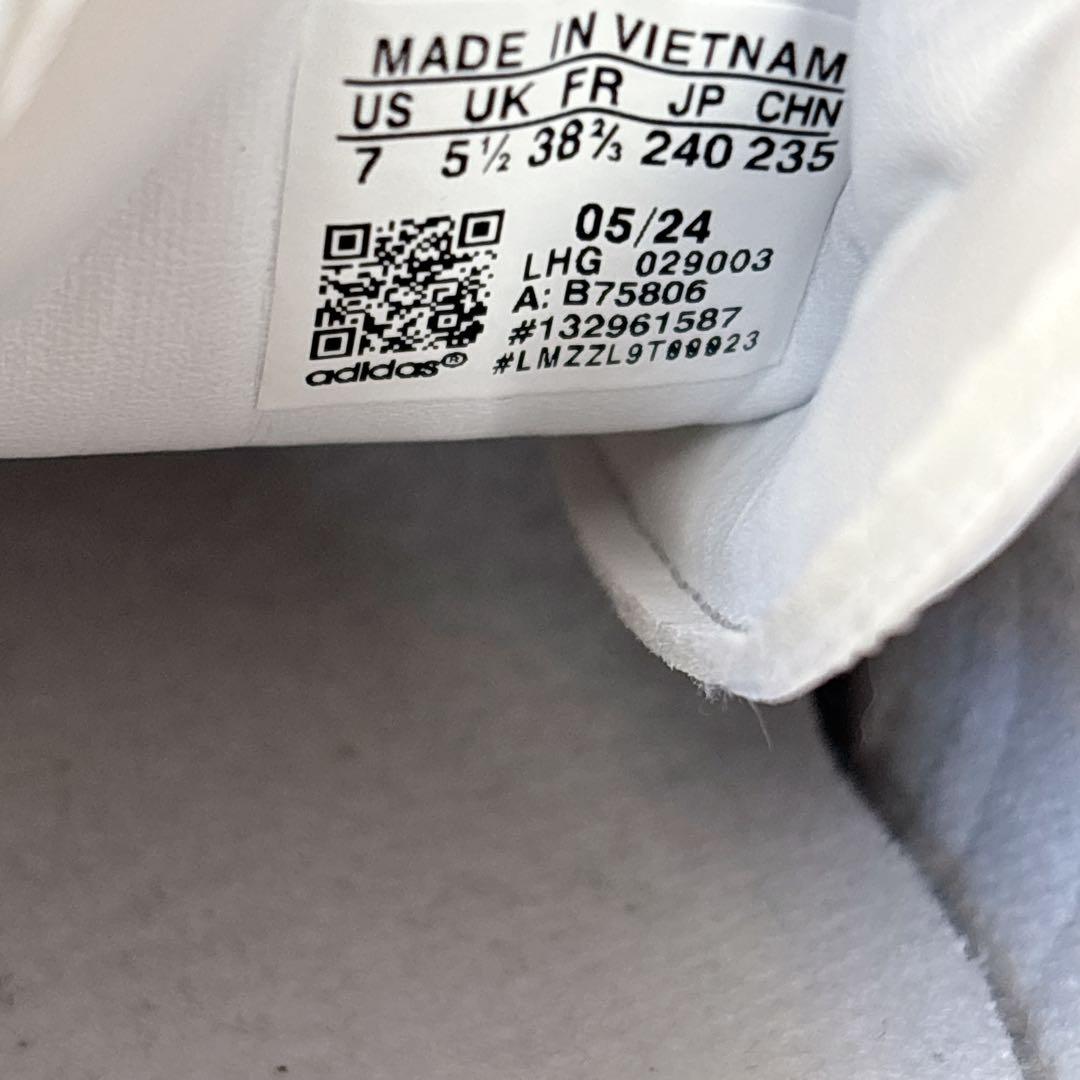 MADE IN VIETNAM
US UK FR JP CHN
7 5½ 38⅔ 240 235
05/24
LHG 029003
A: B75806
#132961587
#LMZZL9T00023
adidas®